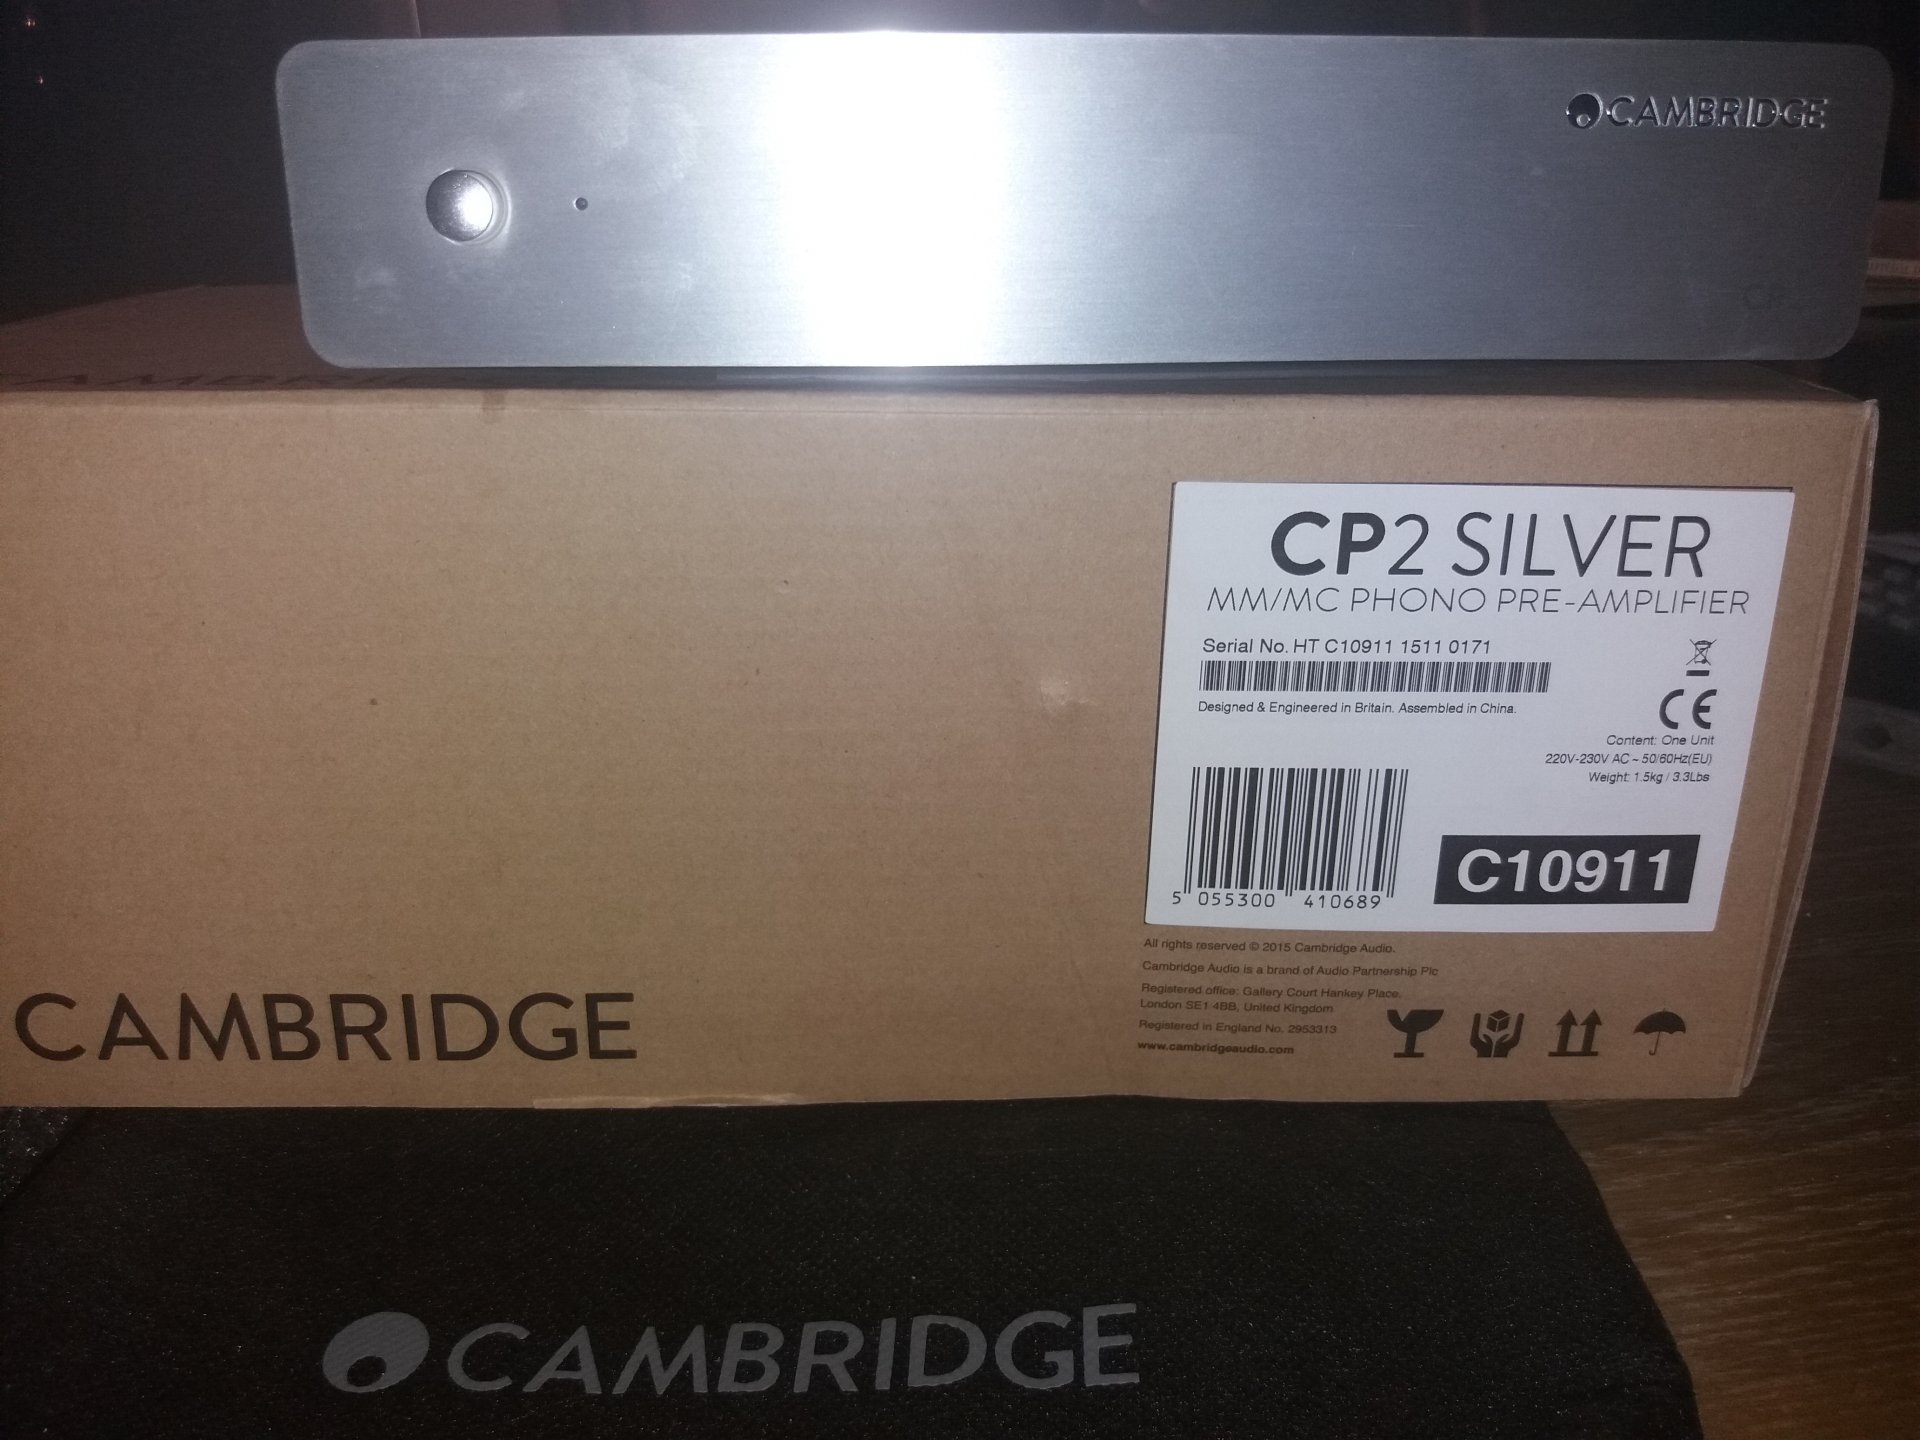 CAMBRIDGE
CP
CP2 SILVER
MM/MC PHONO PRE-AMPLIFIER
Serial No. HT C10911 1511 0171
Designed & Engineered in Britain. Assembled in China.
CE
Content: One Unit
220V-230V AC ~ 50/60Hz(EU)
Weight: 1.5kg / 3.3Lbs
5 055300 410689
C10911
All rights reserved © 2015 Cambridge Audio.
Cambridge Audio is a brand of Audio Partnership Plc
Registered office: Gallery Court Hankey Place,
London SE1 4BB, United Kingdom
Registered in England No. 2953313
www.cambridgeaudio.com
CAMBRIDGE
CAMBRIDGE